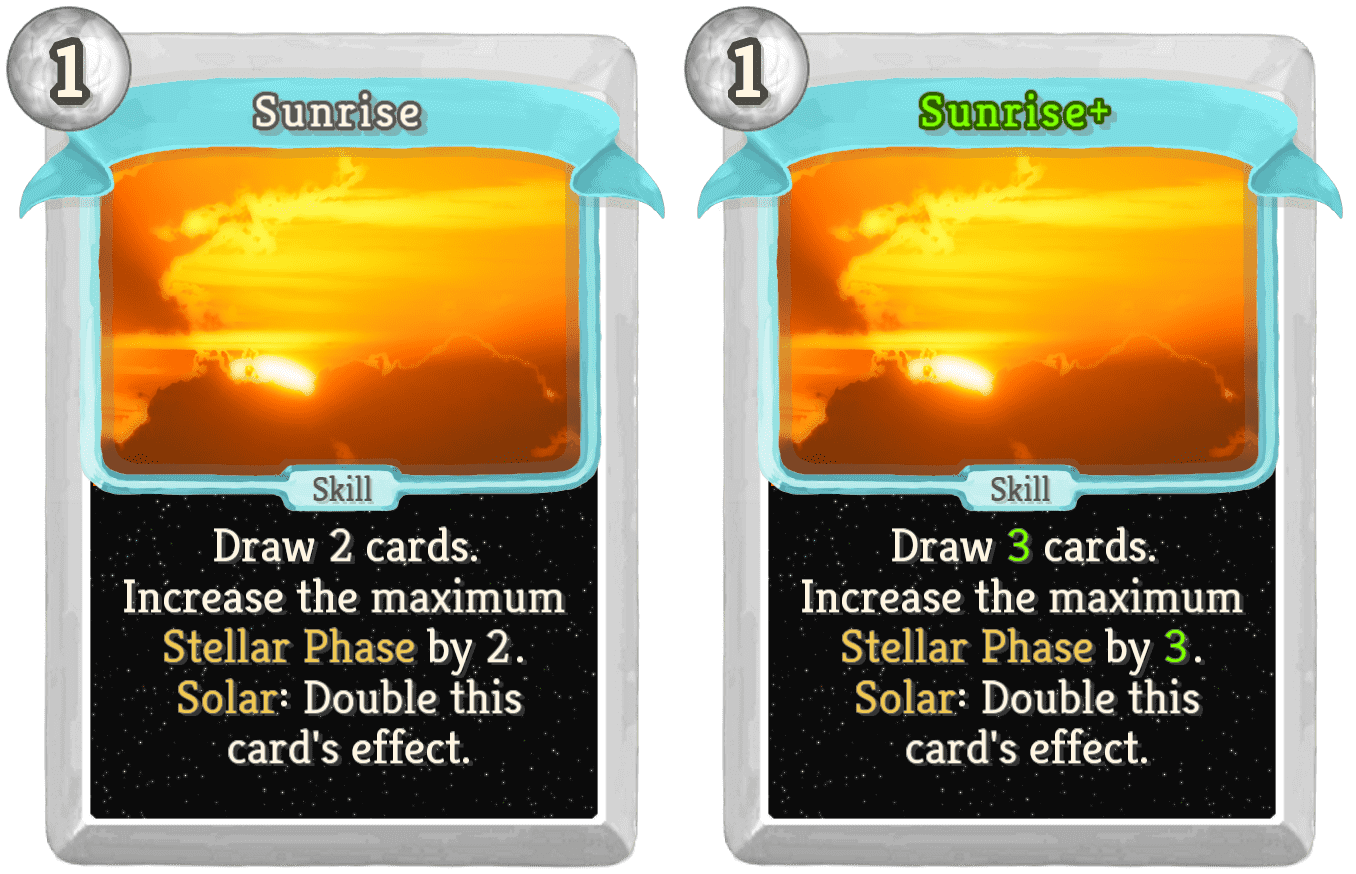 1
Sunrise
Skill
Draw 2 cards.
Increase the maximum
Stellar Phase by 2.
Solar: Double this
card's effect.
1
Sunrise+
Skill
Draw 3 cards.
Increase the maximum
Stellar Phase by 3.
Solar: Double this
card's effect.